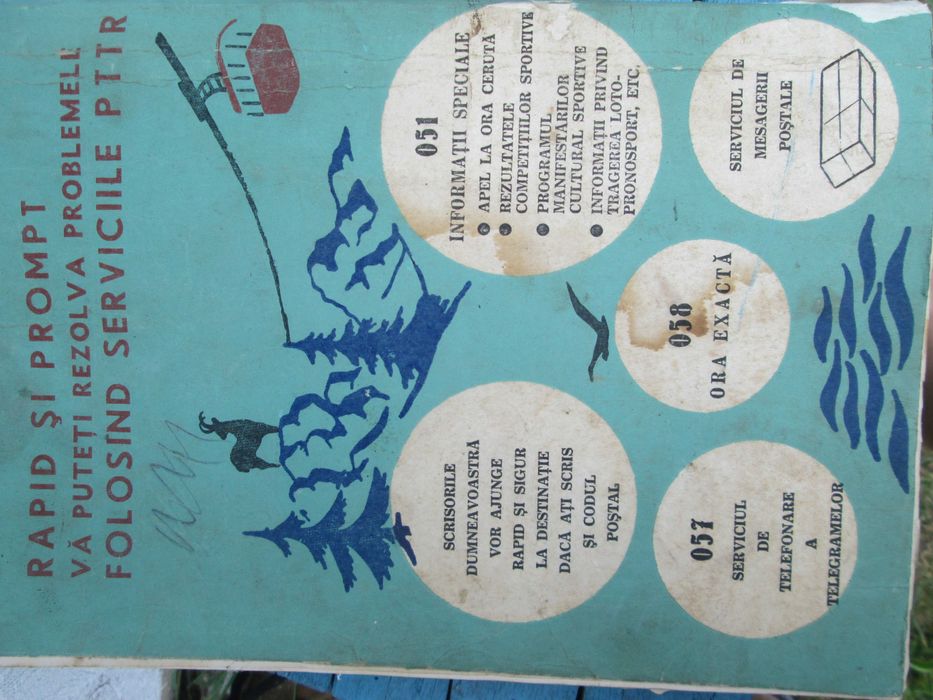 RAPID ŞI PROMPT
VĂ PUTEŢI REZOLVA PROBLEMELE
FOLOSIND SERVICIILE PTTR
051
INFORMAŢII SPECIALE
● APEL LA ORA CERUTĂ
● REZULTATELE
COMPETIŢIILOR SPORTIVE
● PROGRAMUL
MANIFESTĂRILOR
CULTURAL SPORTIVE
● INFORMAŢII PRIVIND
TRAGEREA LOTO-
PRONOSPORT, ETC.
SCRISORILE
DUMNEAVOASTRĂ
VOR AJUNGE
RAPID ŞI SIGUR
LA DESTINAŢIE
DACĂ AŢI SCRIS
ŞI CODUL
POŞTAL
058
ORA EXACTĂ
SERVICIUL DE
MESAGERII
POŞTALE
057
SERVICIUL
DE
TELEFONARE
A
TELEGRAMELOR